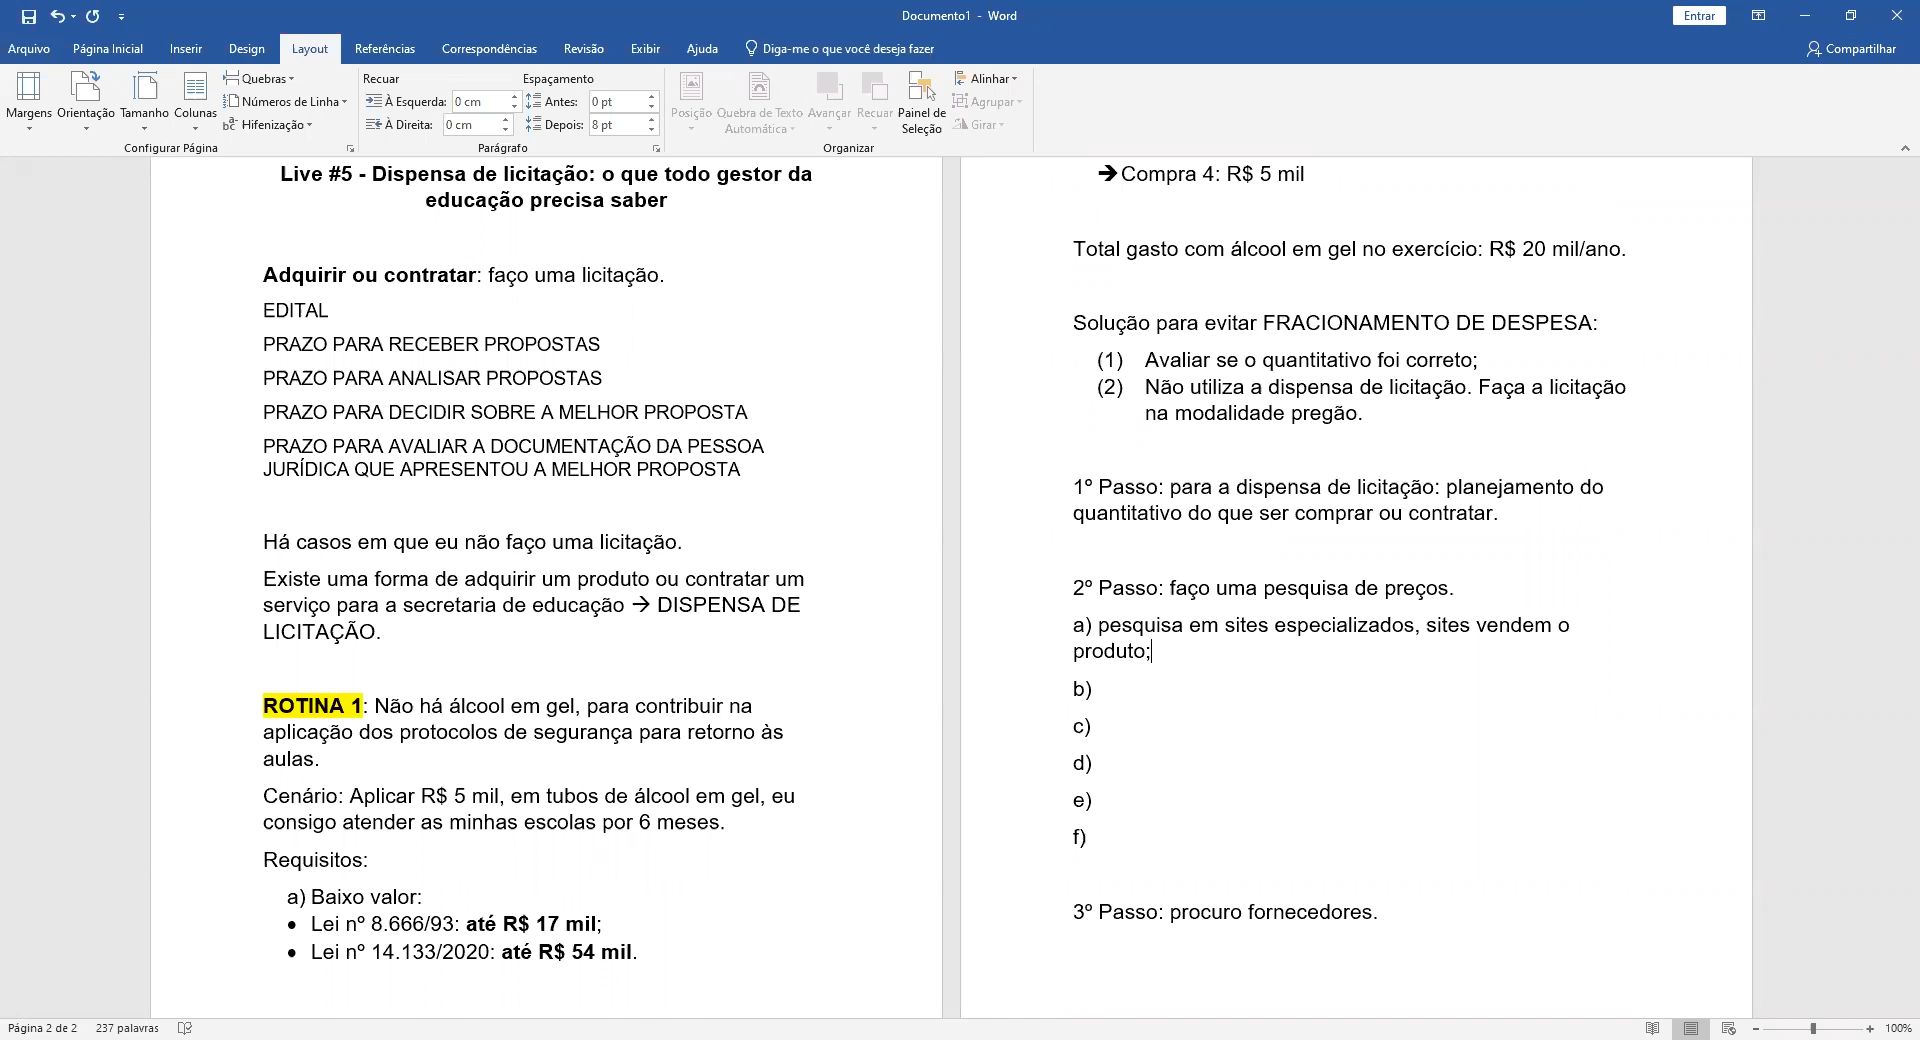 Documento1 - Word
Entrar
Arquivo
Página Inicial
Inserir
Design
Layout
Referências
Correspondências
Revisão
Exibir
Ajuda
Diga-me o que você deseja fazer
Compartilhar
Margens
Orientação
Tamanho
Colunas
Quebras
Números de Linha
Hifenização
Configurar Página
Recuar
À Esquerda: 0 cm
À Direita: 0 cm
Espaçamento
Antes: 0 pt
Depois: 8 pt
Parágrafo
Posição
Quebra de Texto
Automática
Avançar
Recuar
Painel de
Seleção
Alinhar
Agrupar
Girar
Organizar
Live #5 - Dispensa de licitação: o que todo gestor da
educação precisa saber
Adquirir ou contratar: faço uma licitação.
EDITAL
PRAZO PARA RECEBER PROPOSTAS
PRAZO PARA ANALISAR PROPOSTAS
PRAZO PARA DECIDIR SOBRE A MELHOR PROPOSTA
PRAZO PARA AVALIAR A DOCUMENTAÇÃO DA PESSOA
JURÍDICA QUE APRESENTOU A MELHOR PROPOSTA
Há casos em que eu não faço uma licitação.
Existe uma forma de adquirir um produto ou contratar um
serviço para a secretaria de educação → DISPENSA DE
LICITAÇÃO.
ROTINA 1: Não há álcool em gel, para contribuir na
aplicação dos protocolos de segurança para retorno às
aulas.
Cenário: Aplicar R$ 5 mil, em tubos de álcool em gel, eu
consigo atender as minhas escolas por 6 meses.
Requisitos:
a) Baixo valor:
• Lei nº 8.666/93: até R$ 17 mil;
• Lei nº 14.133/2020: até R$ 54 mil.
➔ Compra 4: R$ 5 mil
Total gasto com álcool em gel no exercício: R$ 20 mil/ano.
Solução para evitar FRACIONAMENTO DE DESPESA:
(1) Avaliar se o quantitativo foi correto;
(2) Não utiliza a dispensa de licitação. Faça a licitação
na modalidade pregão.
1º Passo: para a dispensa de licitação: planejamento do
quantitativo do que ser comprar ou contratar.
2º Passo: faço uma pesquisa de preços.
a) pesquisa em sites especializados, sites vendem o
produto;
b)
c)
d)
e)
f)
3º Passo: procuro fornecedores.
Página 2 de 2
237 palavras
100%